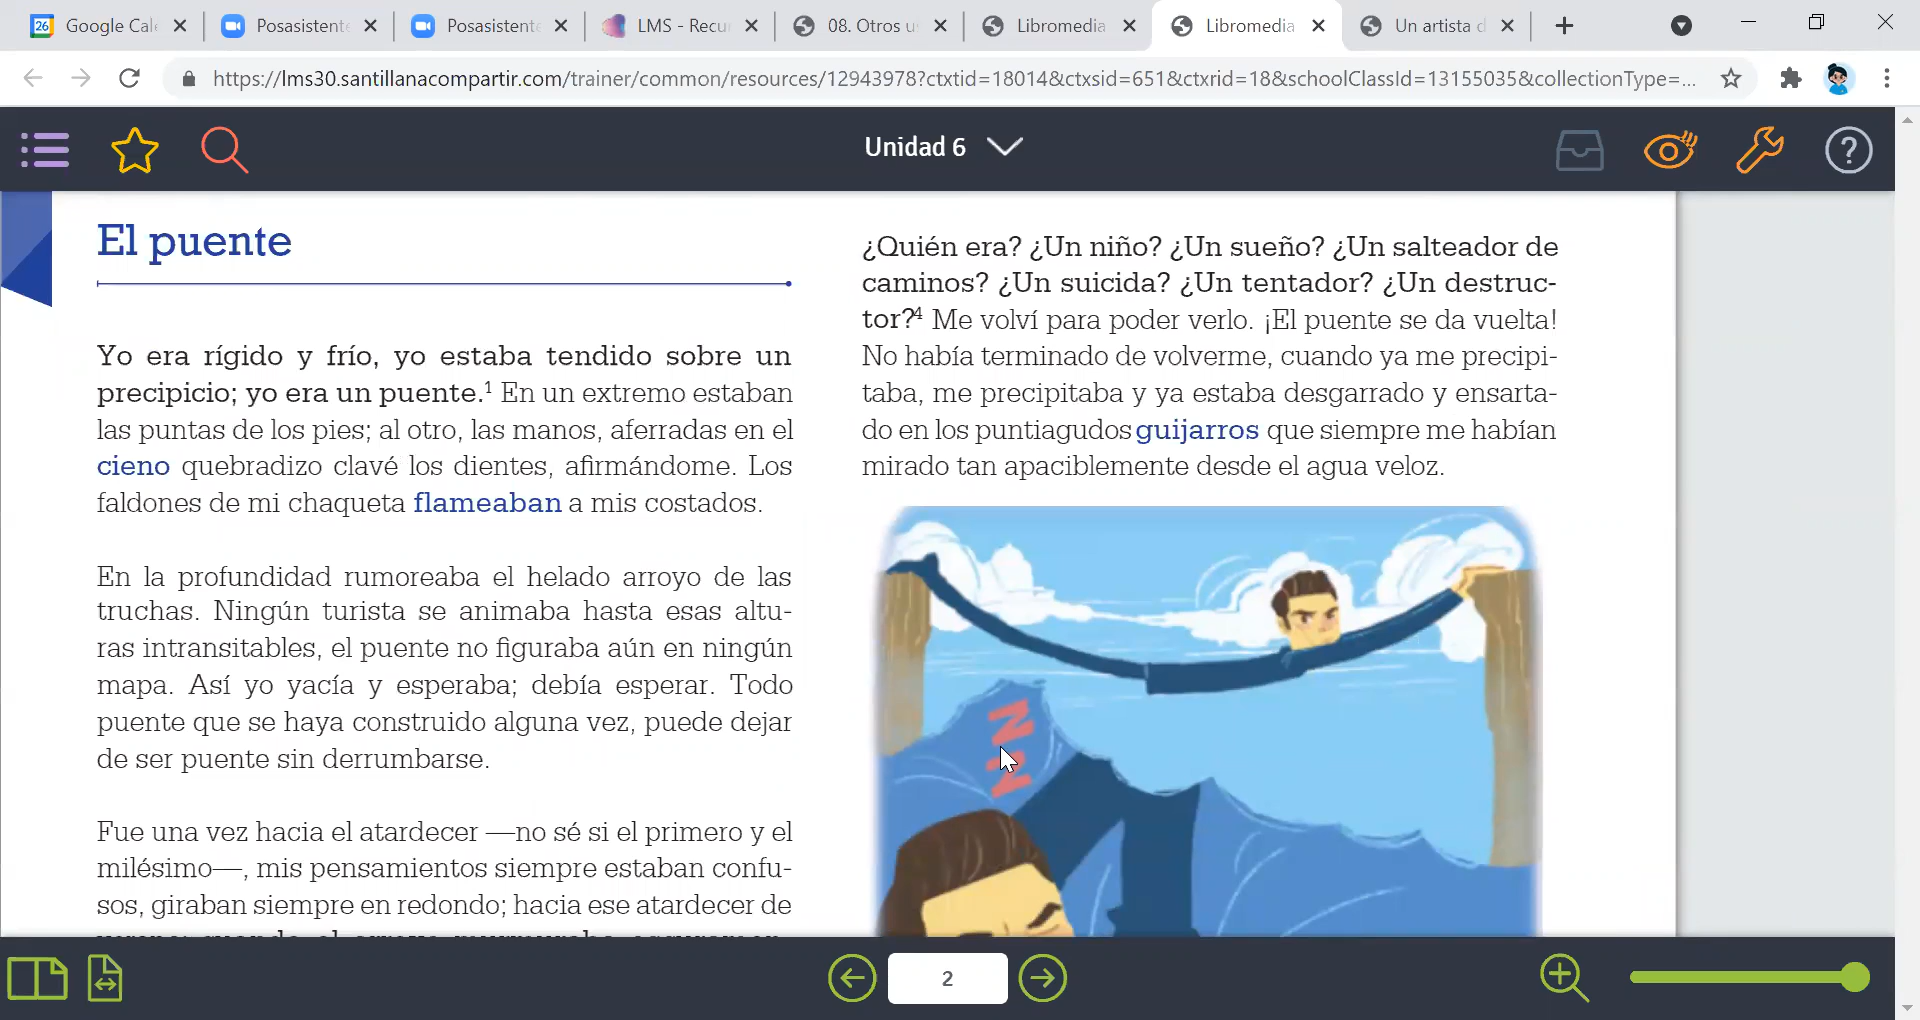 Google Cale
Posasistente
Posasistente
LMS - Recur
08. Otros u
Libromedia
Libromedia
Un artista d
https://lms30.santillanacompartir.com/trainer/common/resources/12943978?ctxtid=18014&ctxsid=651&ctxrid=18&schoolClassId=13155035&collectionType=...
Unidad 6
El puente
Yo era rígido y frío, yo estaba tendido sobre un
precipicio; yo era un puente.¹ En un extremo estaban
las puntas de los pies; al otro, las manos, aferradas en el
cieno quebradizo clavé los dientes, afirmándome. Los
faldones de mi chaqueta flameaban a mis costados.
En la profundidad rumoreaba el helado arroyo de las
truchas. Ningún turista se animaba hasta esas altu-
ras intransitables, el puente no figuraba aún en ningún
mapa. Así yo yacía y esperaba; debía esperar. Todo
puente que se haya construido alguna vez, puede dejar
de ser puente sin derrumbarse.
Fue una vez hacia el atardecer —no sé si el primero y el
milésimo—, mis pensamientos siempre estaban confu-
sos, giraban siempre en redondo; hacia ese atardecer de
¿Quién era? ¿Un niño? ¿Un sueño? ¿Un salteador de
caminos? ¿Un suicida? ¿Un tentador? ¿Un destruc-
tor?⁴ Me volví para poder verlo. ¡El puente se da vuelta!
No había terminado de volverme, cuando ya me precipi-
taba, me precipitaba y ya estaba desgarrado y ensarta-
do en los puntiagudos guijarros que siempre me habían
mirado tan apaciblemente desde el agua veloz.
2